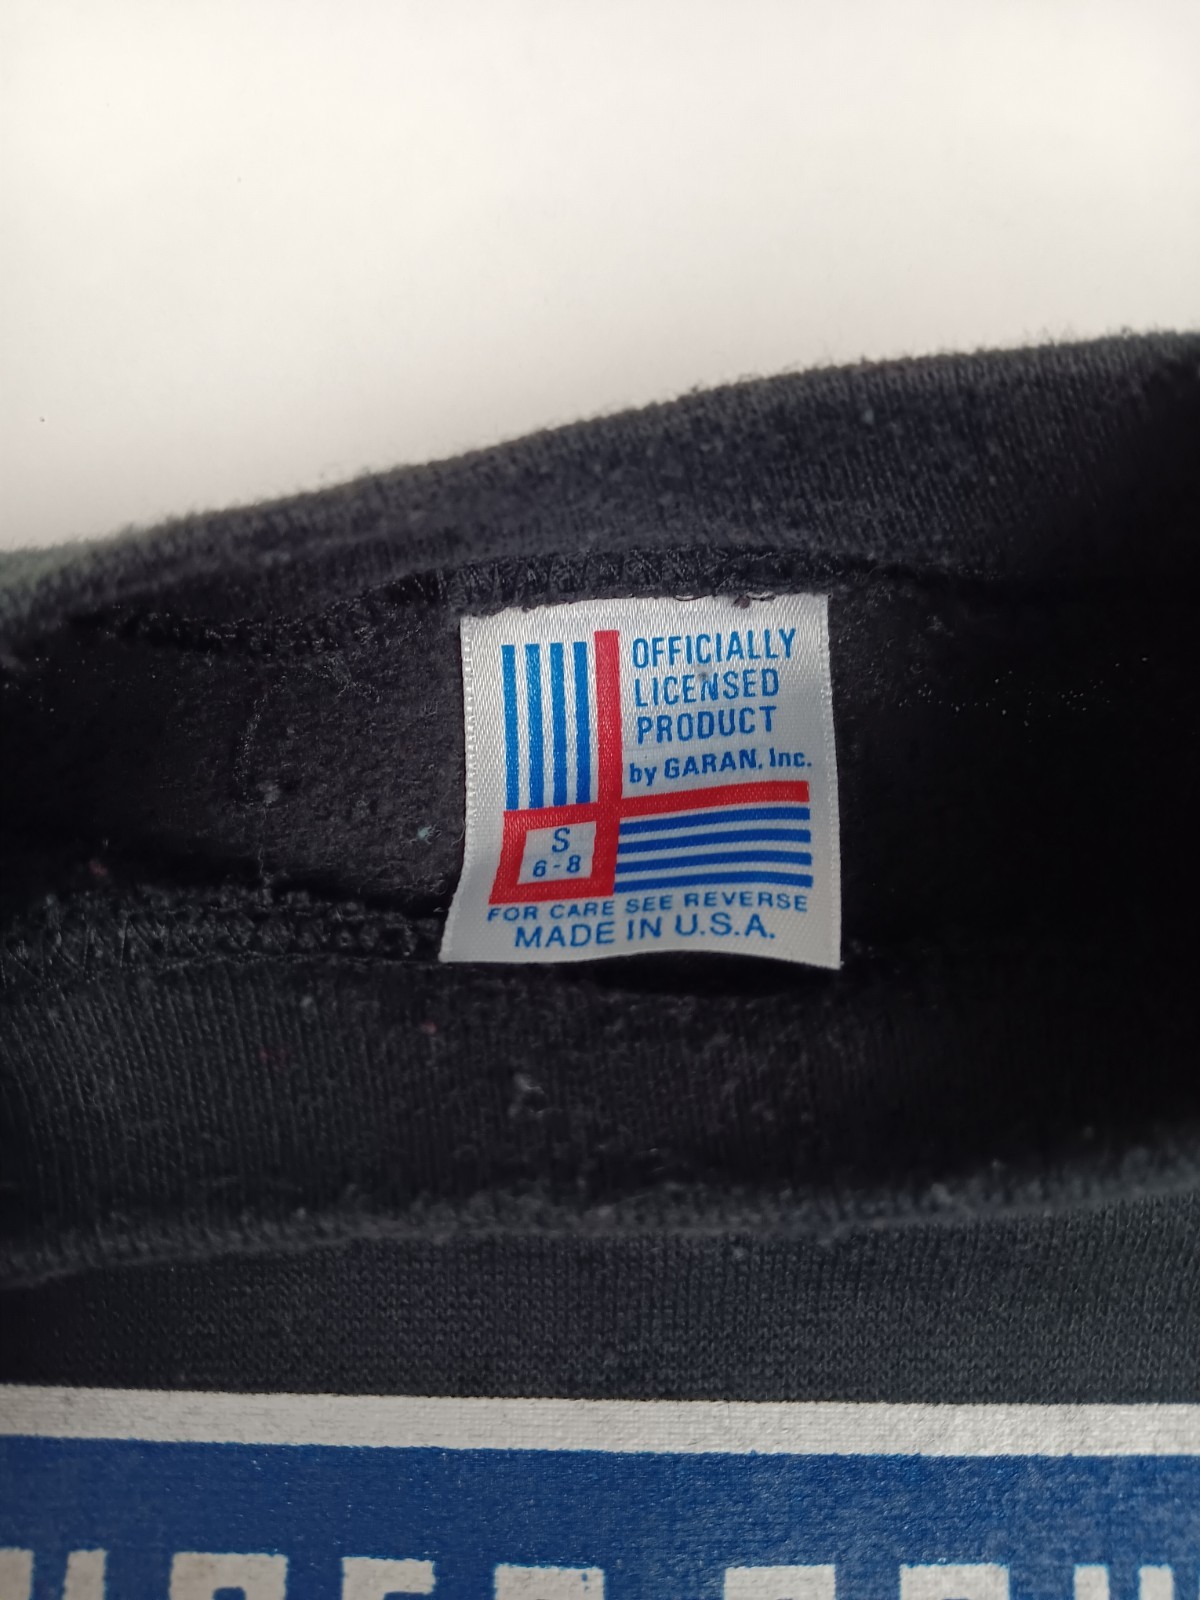 OFFICIALLY
LICENSED
PRODUCT
by GARAN, Inc.
S
6-8
FOR CARE SEE REVERSE
MADE IN U.S.A.